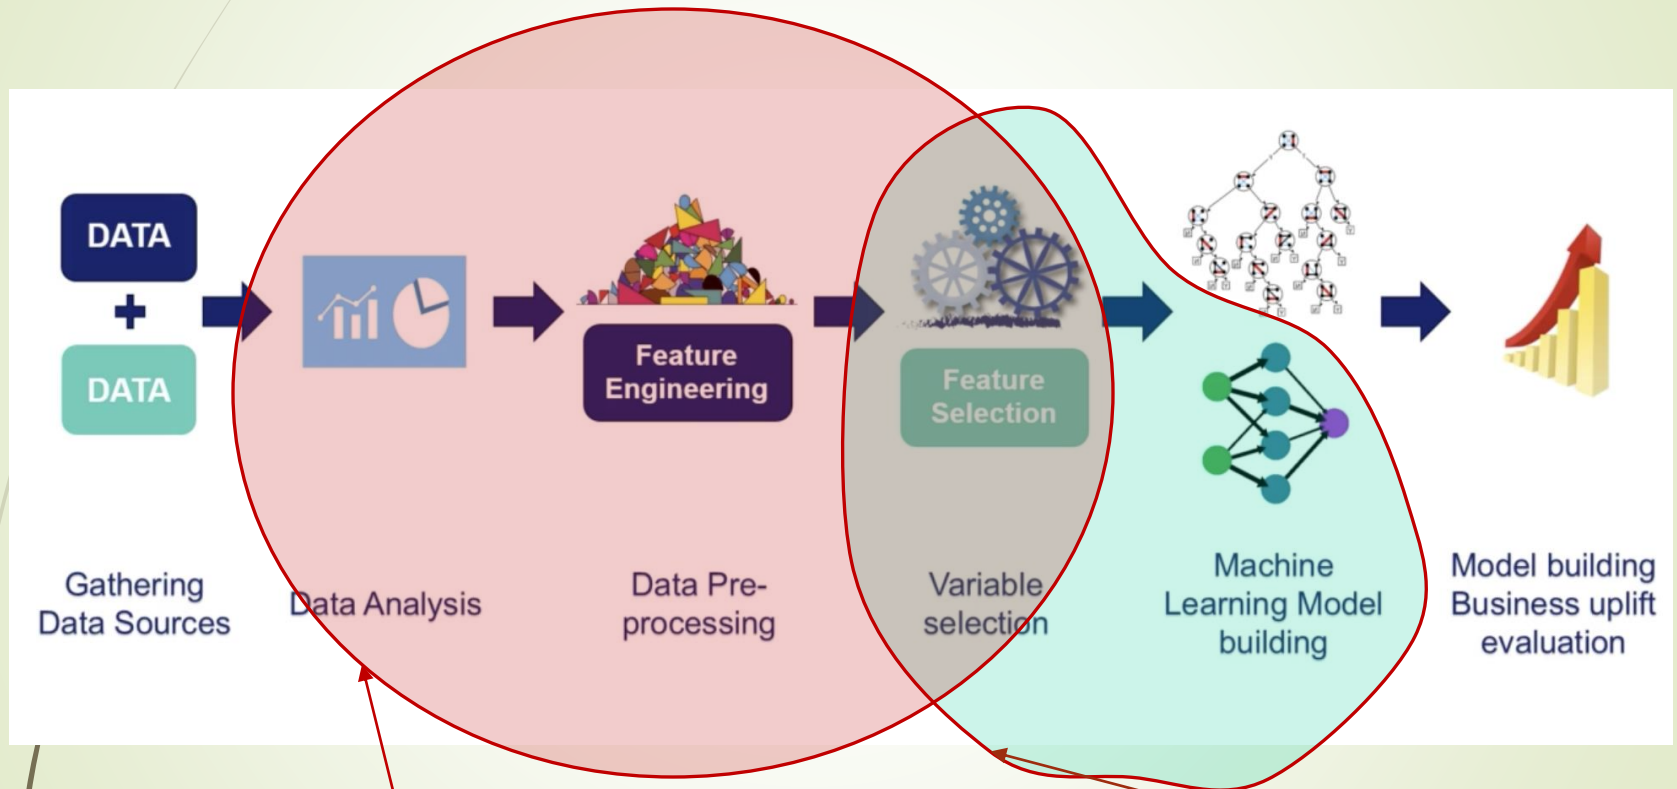 DATA
DATA
Feature
Engineering
Feature
Selection
Gathering
Data Sources
Data Analysis
Data Pre-
processing
Variable
selection
Machine
Learning Model
building
Model building
Business uplift
evaluation